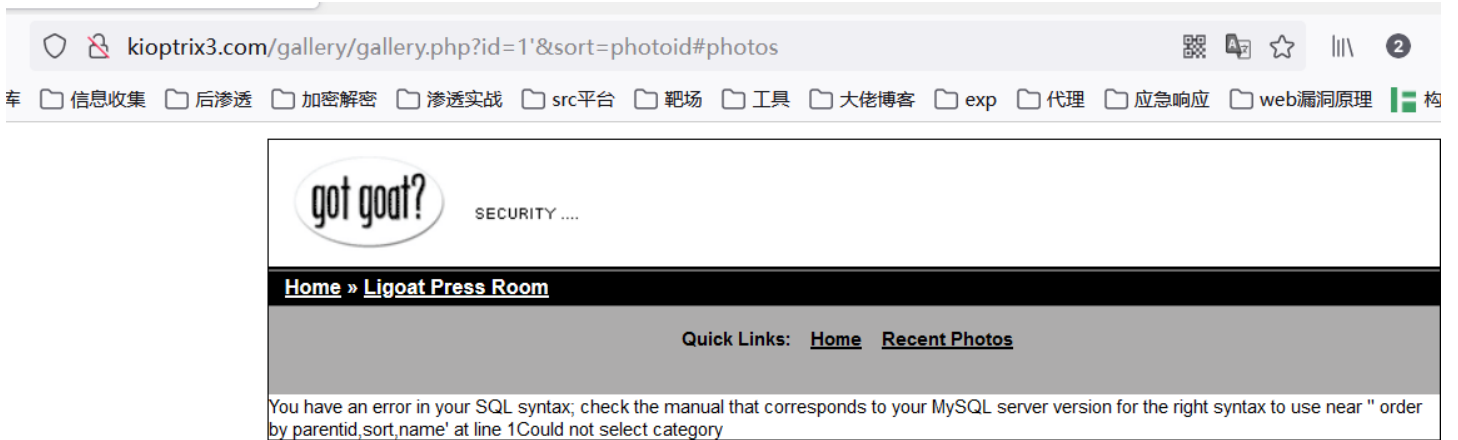 kioptrix3.com/gallery/gallery.php?id=1'&sort=photoid#photos
2
库 信息收集 后渗透 加密解密 渗透实战 src平台 靶场 工具 大佬博客 exp 代理 应急响应 web漏洞原理 构
got goat?
SECURITY ....
Home » Ligoat Press Room
Quick Links: Home Recent Photos
You have an error in your SQL syntax; check the manual that corresponds to your MySQL server version for the right syntax to use near '' order
by parentid,sort,name' at line 1Could not select category